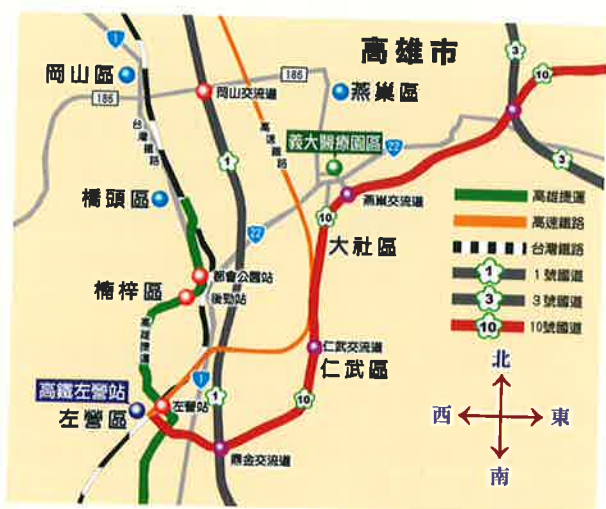 高雄市
1
3
10
岡山區
186
186
岡山交流道
燕巢區
台灣鐵路
高速鐵路
義大醫療園區
22
1
3
橋頭區
燕巢交流道
高雄捷運
10
高速鐵路
22
大社區
台灣鐵路
都會公園站
1
1號國道
楠梓區
後勁站
3
3號國道
10
10號國道
高雄捷運
仁武交流道
仁武區
北
1
高鐵左營站
1
10
西
東
左營區
左營站
鼎金交流道
南